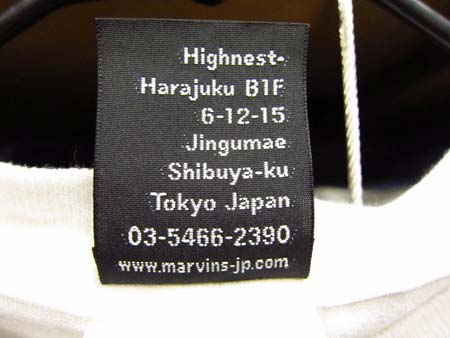 Highnest-
Harajuku B1F
6-12-15
Jingumae
Shibuya-ku
Tokyo Japan
03-5466-2390
www.marvins-jp.com